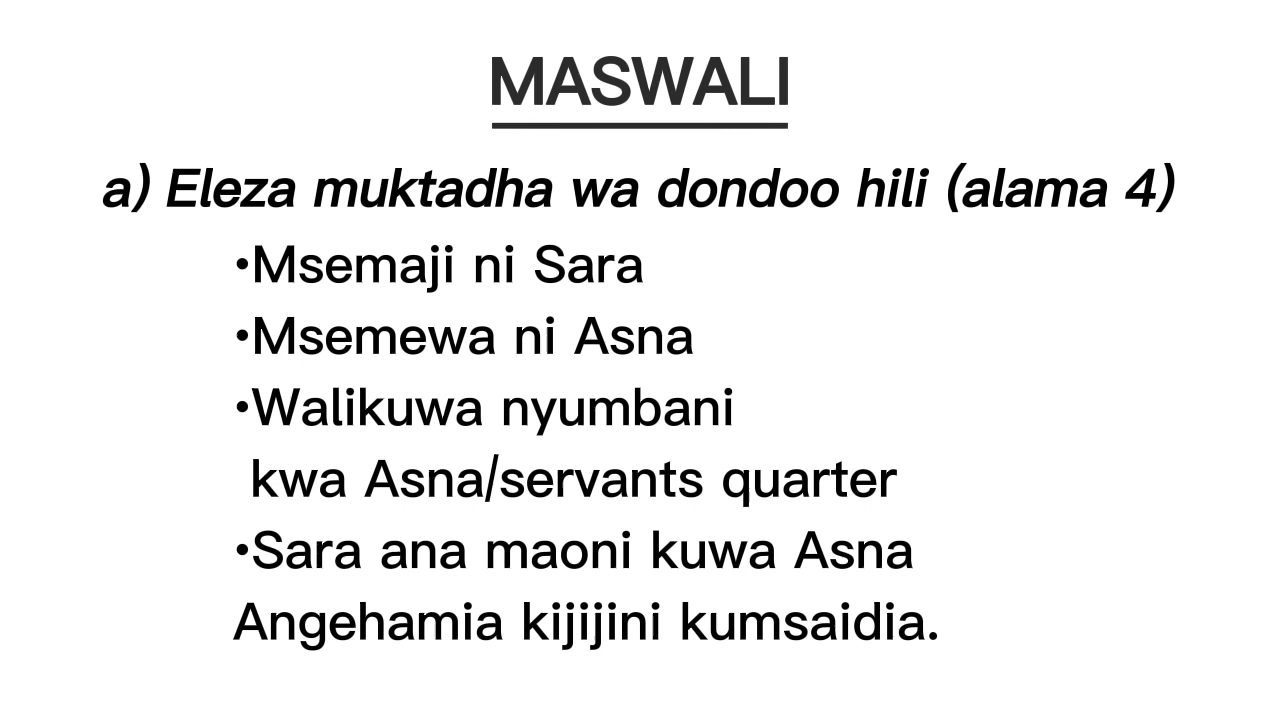 MASWALI
a) Eleza muktadha wa dondoo hili (alama 4)
•Msemaji ni Sara
•Msemewa ni Asna
•Walikuwa nyumbani
kwa Asna/servants quarter
•Sara ana maoni kuwa Asna
Angehamia kijijini kumsaidia.